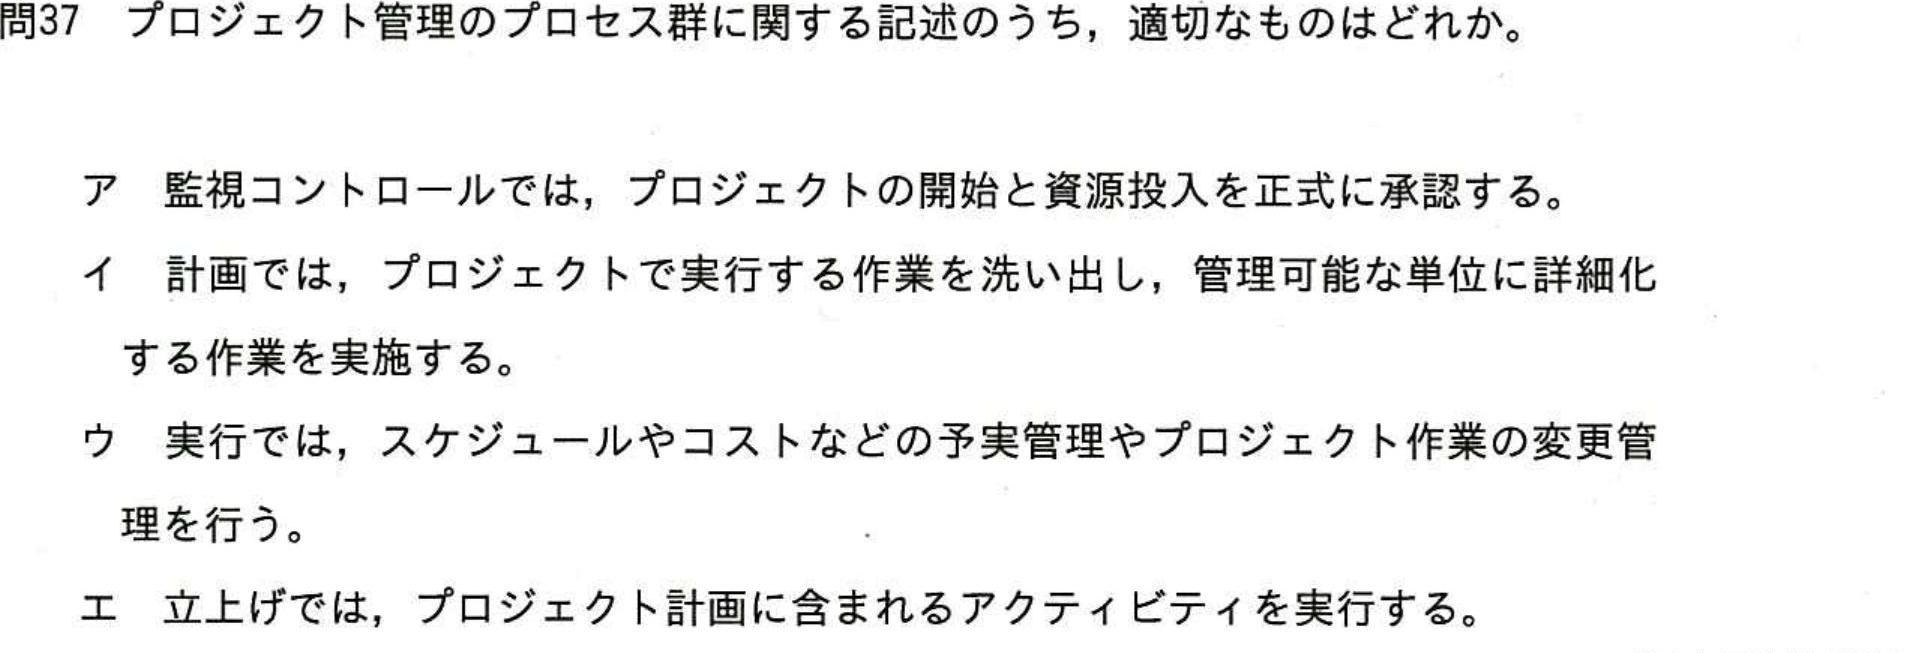 問37　プロジェクト管理のプロセス群に関する記述のうち，適切なものはどれか。
ア　監視コントロールでは，プロジェクトの開始と資源投入を正式に承認する。
イ　計画では，プロジェクトで実行する作業を洗い出し，管理可能な単位に詳細化
する作業を実施する。
ウ　実行では，スケジュールやコストなどの予実管理やプロジェクト作業の変更管
理を行う。
エ　立上げでは，プロジェクト計画に含まれるアクティビティを実行する。